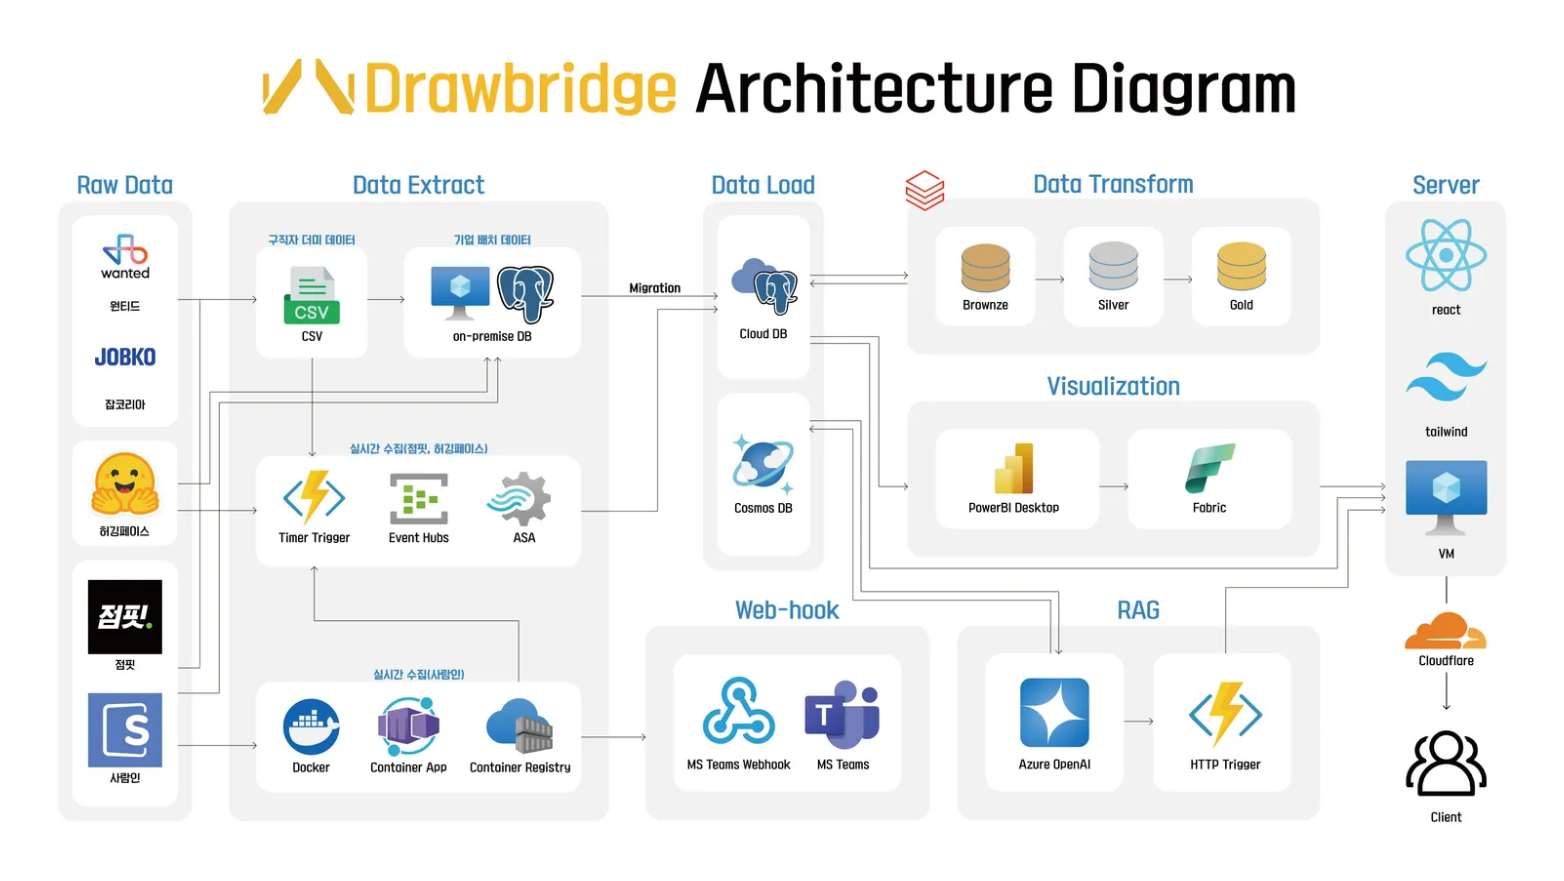 Drawbridge Architecture Diagram
Raw Data
wanted
원티드
JOBKO
잡코리아
허깅페이스
점핏.
점핏
S
사람인
Data Extract
구직자 더미 데이터
CSV
CSV
기업 배치 데이터
on-premise DB
실시간 수집(점핏, 허깅페이스)
Timer Trigger
Event Hubs
ASA
실시간 수집(사람인)
Docker
Container App
Container Registry
Migration
Data Load
Cloud DB
Cosmos DB
Data Transform
Brownze
Silver
Gold
Visualization
PowerBI Desktop
Fabric
Web-hook
MS Teams Webhook
T
MS Teams
RAG
Azure OpenAI
HTTP Trigger
Server
react
tailwind
VM
Cloudflare
Client